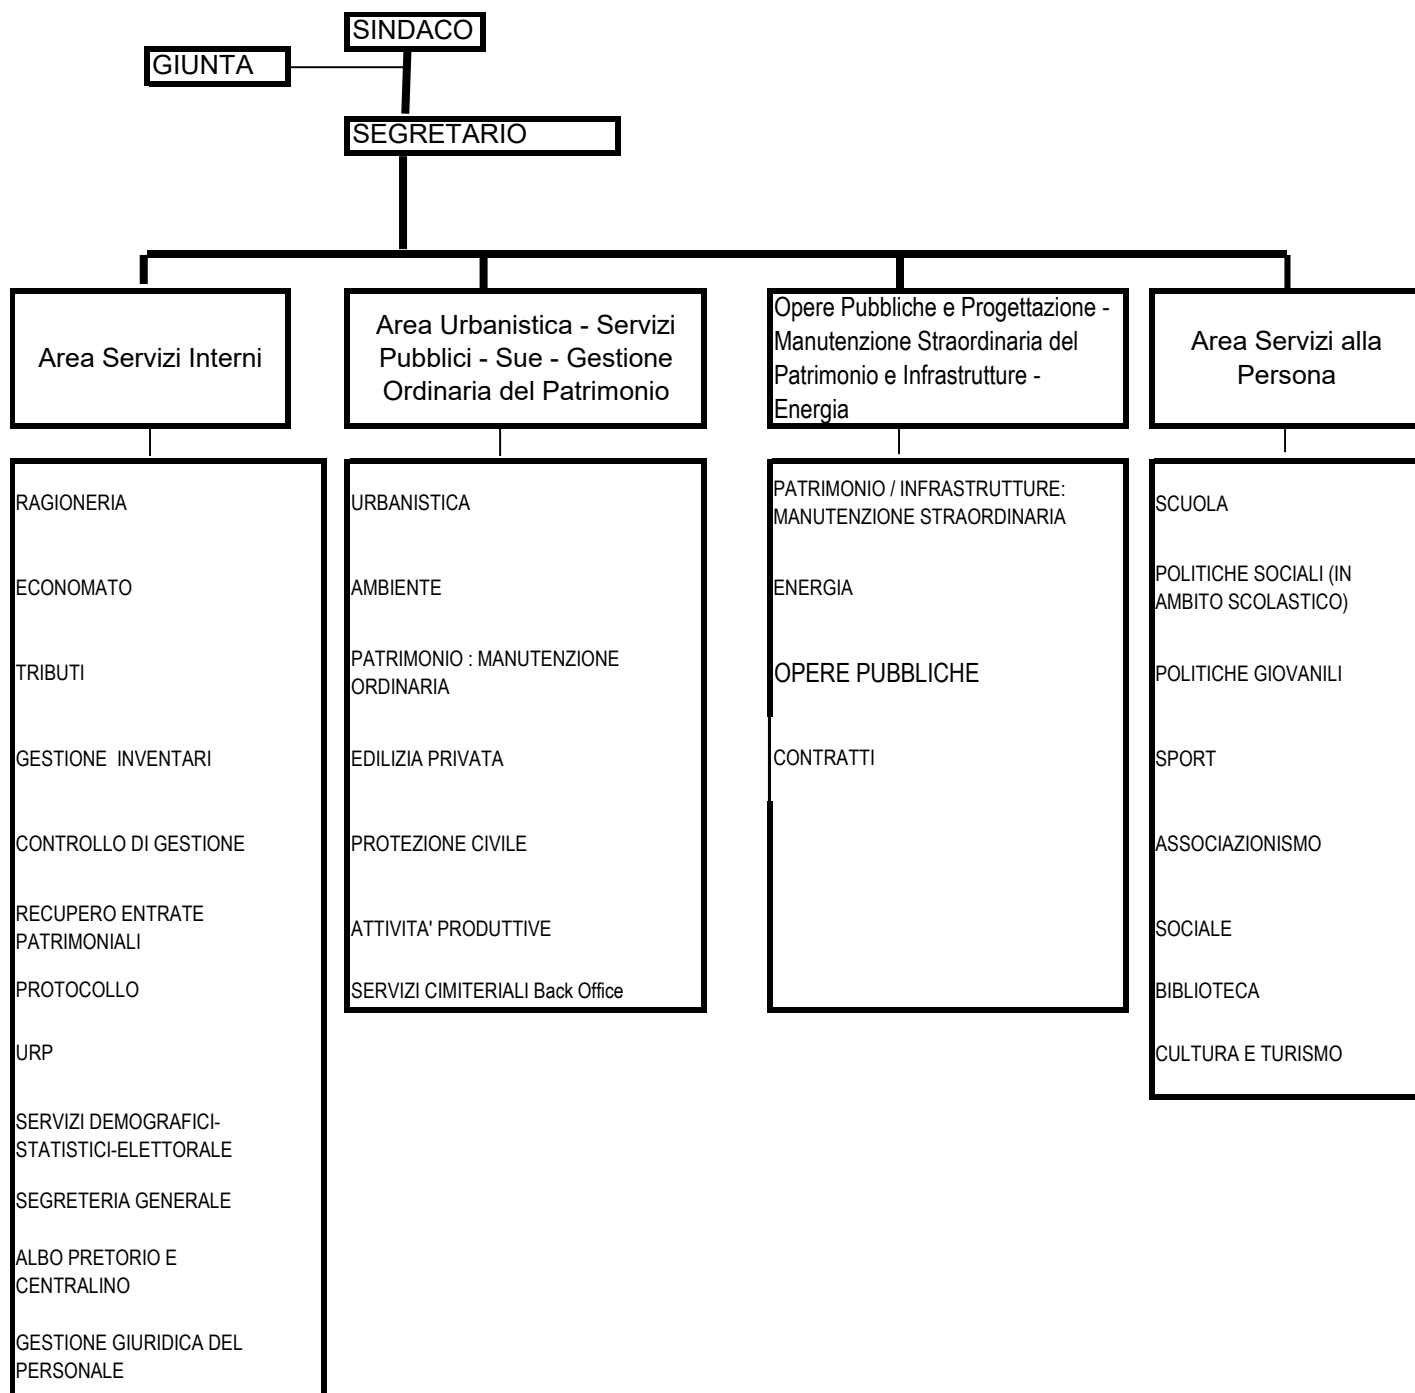 SINDACO
GIUNTA
SEGRETARIO
Area Servizi Interni
Area Urbanistica - Servizi
Pubblici - Sue - Gestione
Ordinaria del Patrimonio
Opere Pubbliche e Progettazione -
Manutenzione Straordinaria del
Patrimonio e Infrastrutture -
Energia
Area Servizi alla
Persona
RAGIONERIA
ECONOMATO
TRIBUTI
GESTIONE  INVENTARI
CONTROLLO DI GESTIONE
RECUPERO ENTRATE
PATRIMONIALI
PROTOCOLLO
URP
SERVIZI DEMOGRAFICI-
STATISTICI-ELETTORALE
SEGRETERIA GENERALE
ALBO PRETORIO E
CENTRALINO
GESTIONE GIURIDICA DEL
PERSONALE
URBANISTICA
AMBIENTE
PATRIMONIO : MANUTENZIONE
ORDINARIA
EDILIZIA PRIVATA
PROTEZIONE CIVILE
ATTIVITA' PRODUTTIVE
SERVIZI CIMITERIALI Back Office
PATRIMONIO / INFRASTRUTTURE:
MANUTENZIONE STRAORDINARIA
ENERGIA
OPERE PUBBLICHE
CONTRATTI
SCUOLA
POLITICHE SOCIALI (IN
AMBITO SCOLASTICO)
POLITICHE GIOVANILI
SPORT
ASSOCIAZIONISMO
SOCIALE
BIBLIOTECA
CULTURA E TURISMO